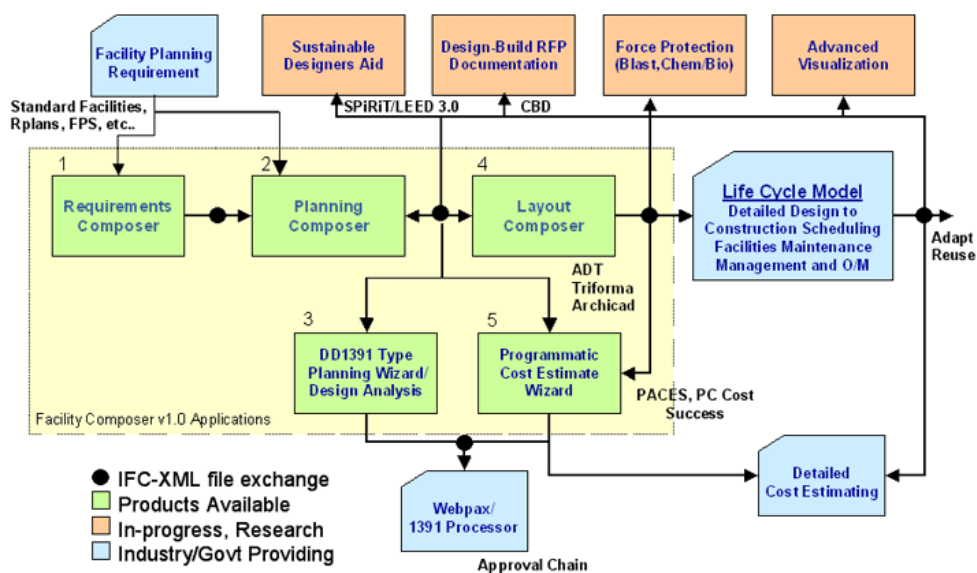 Facility Planning
Requirement
Sustainable
Designers Aid
Design-Build RFP
Documentation
Force Protection
(Blast,Chem/Bio)
Advanced
Visualization
Standard Facilities,
Rplans, FPS, etc..
SPiRiT/LEED 3.0
CBD
1
Requirements
Composer
2
Planning
Composer
4
Layout
Composer
Life Cycle Model
Detailed Design to
Construction Scheduling
Facilities Maintenance
Management and O/M
Adapt
Reuse
ADT
Triforma
Archicad
3
DD1391 Type
Planning Wizard/
Design Analysis
5
Programmatic
Cost Estimate
Wizard
PACES, PC Cost
Success
Facility Composer v1.0 Applications
IFC-XML file exchange
Products Available
In-progress, Research
Industry/Govt Providing
Webpax/
1391 Processor
Approval Chain
Detailed
Cost Estimating